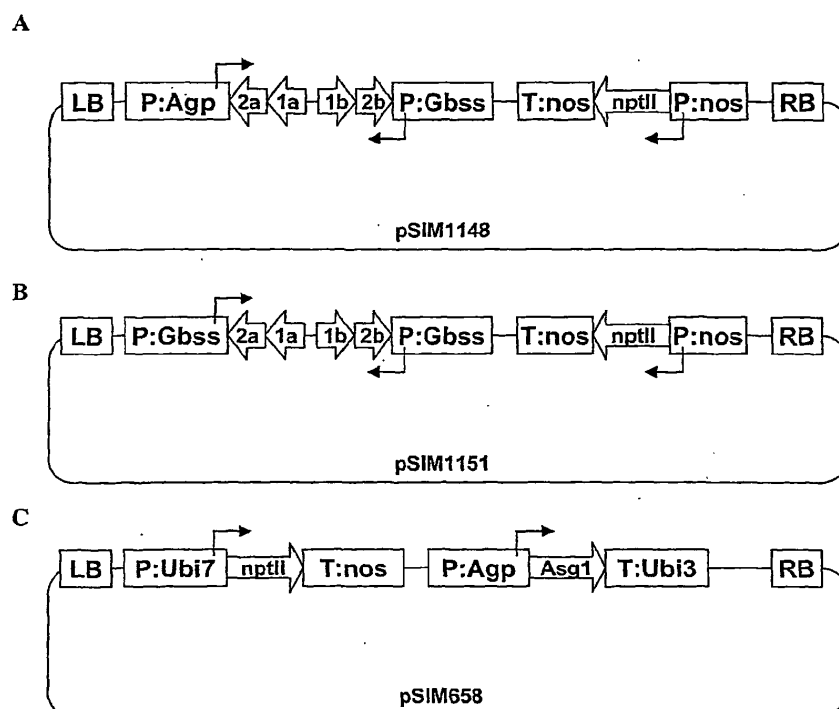 A
LB P:Agp 2a 1a 1b 2b P:Gbss T:nos nptII P:nos RB
pSIM1148
B
LB P:Gbss 2a 1a 1b 2b P:Gbss T:nos nptII P:nos RB
pSIM1151
C
LB P:Ubi7 nptII T:nos P:Agp Asg1 T:Ubi3 RB
pSIM658